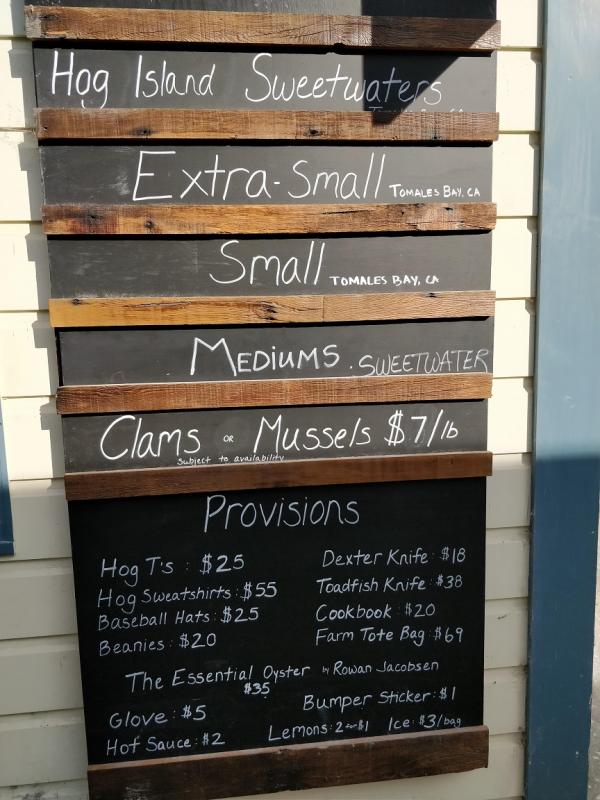 Hog Island Sweetwaters
Extra-Small TOMALES BAY, CA
Small TOMALES BAY, CA
MEDIUMS . SWEETWATER
Clams OR Mussels $7/lb
Subject to availability
Provisions
Hog T's : $25
Hog Sweatshirts : $55
Baseball Hats : $25
Beanies : $20
Dexter Knife : $18
Toadfish Knife : $38
Cookbook : $20
Farm Tote Bag : $69
The Essential Oyster by Rowan Jacobsen
$35
Glove : $5
Bumper Sticker : $1
Hot Sauce : $2
Lemons : 2 for $1
Ice : $3/bag